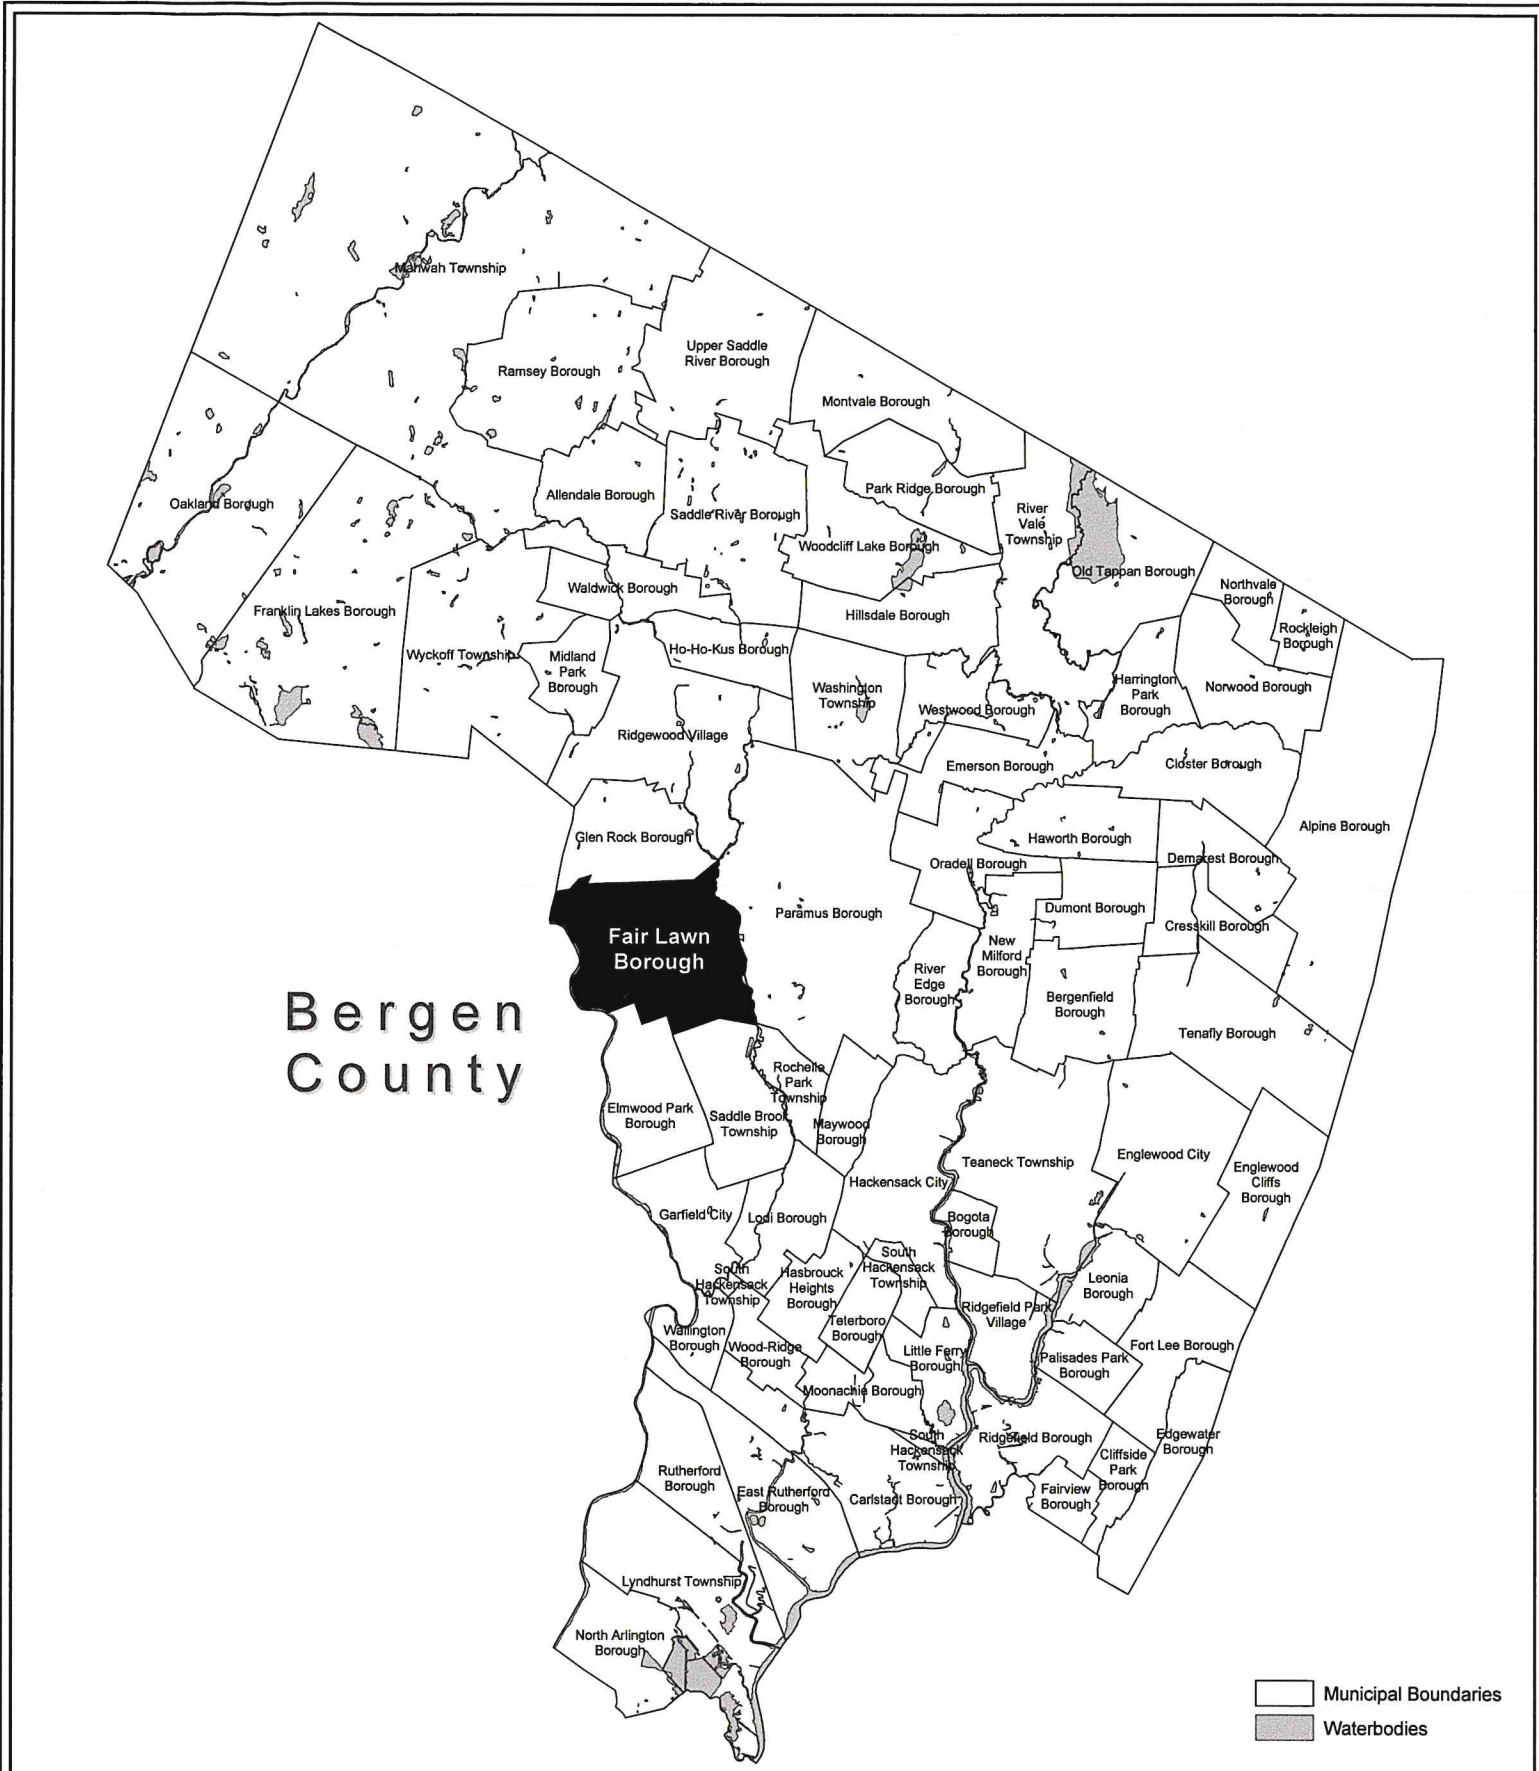 Mahwah Township
Upper Saddle
River Borough
Ramsey Borough
Montvale Borough
Allendale Borough
Park Ridge Borough
Oakland Borough
Saddle River Borough
River
Vale
Township
Woodcliff Lake Borough
Old Tappan Borough
Waldwick Borough
Northvale
Borough
Franklin Lakes Borough
Hillsdale Borough
Rockleigh
Borough
Wyckoff Township
Ho-Ho-Kus Borough
Midland
Park
Borough
Washington
Township
Harrington
Park
Borough
Norwood Borough
Westwood Borough
Ridgewood Village
Emerson Borough
Closter Borough
Glen Rock Borough
Haworth Borough
Alpine Borough
Oradell Borough
Demarest Borough
Paramus Borough
Dumont Borough
Cresskill Borough
Fair Lawn
Borough
New
Milford
Borough
River
Edge
Borough
Bergenfield
Borough
Bergen
County
Tenafly Borough
Rochelle
Park
Township
Elmwood Park
Borough
Saddle Brook
Township
Maywood
Borough
Teaneck Township
Englewood City
Englewood
Cliffs
Borough
Hackensack City
Garfield City
Lodi Borough
Bogota
Borough
South
Hackensack
Township
South
Hackensack
Township
Hasbrouck
Heights
Borough
Leonia
Borough
Ridgefield Park
Village
Teterboro
Borough
Wallington
Borough
Wood-Ridge
Borough
Little Ferry
Borough
Fort Lee Borough
Palisades Park
Borough
Moonachie Borough
South
Hackensack
Township
Ridgefield Borough
Edgewater
Borough
Cliffside
Park
Borough
Rutherford
Borough
East Rutherford
Borough
Carlstadt Borough
Fairview
Borough
Lyndhurst Township
North Arlington
Borough
Municipal Boundaries
Waterbodies